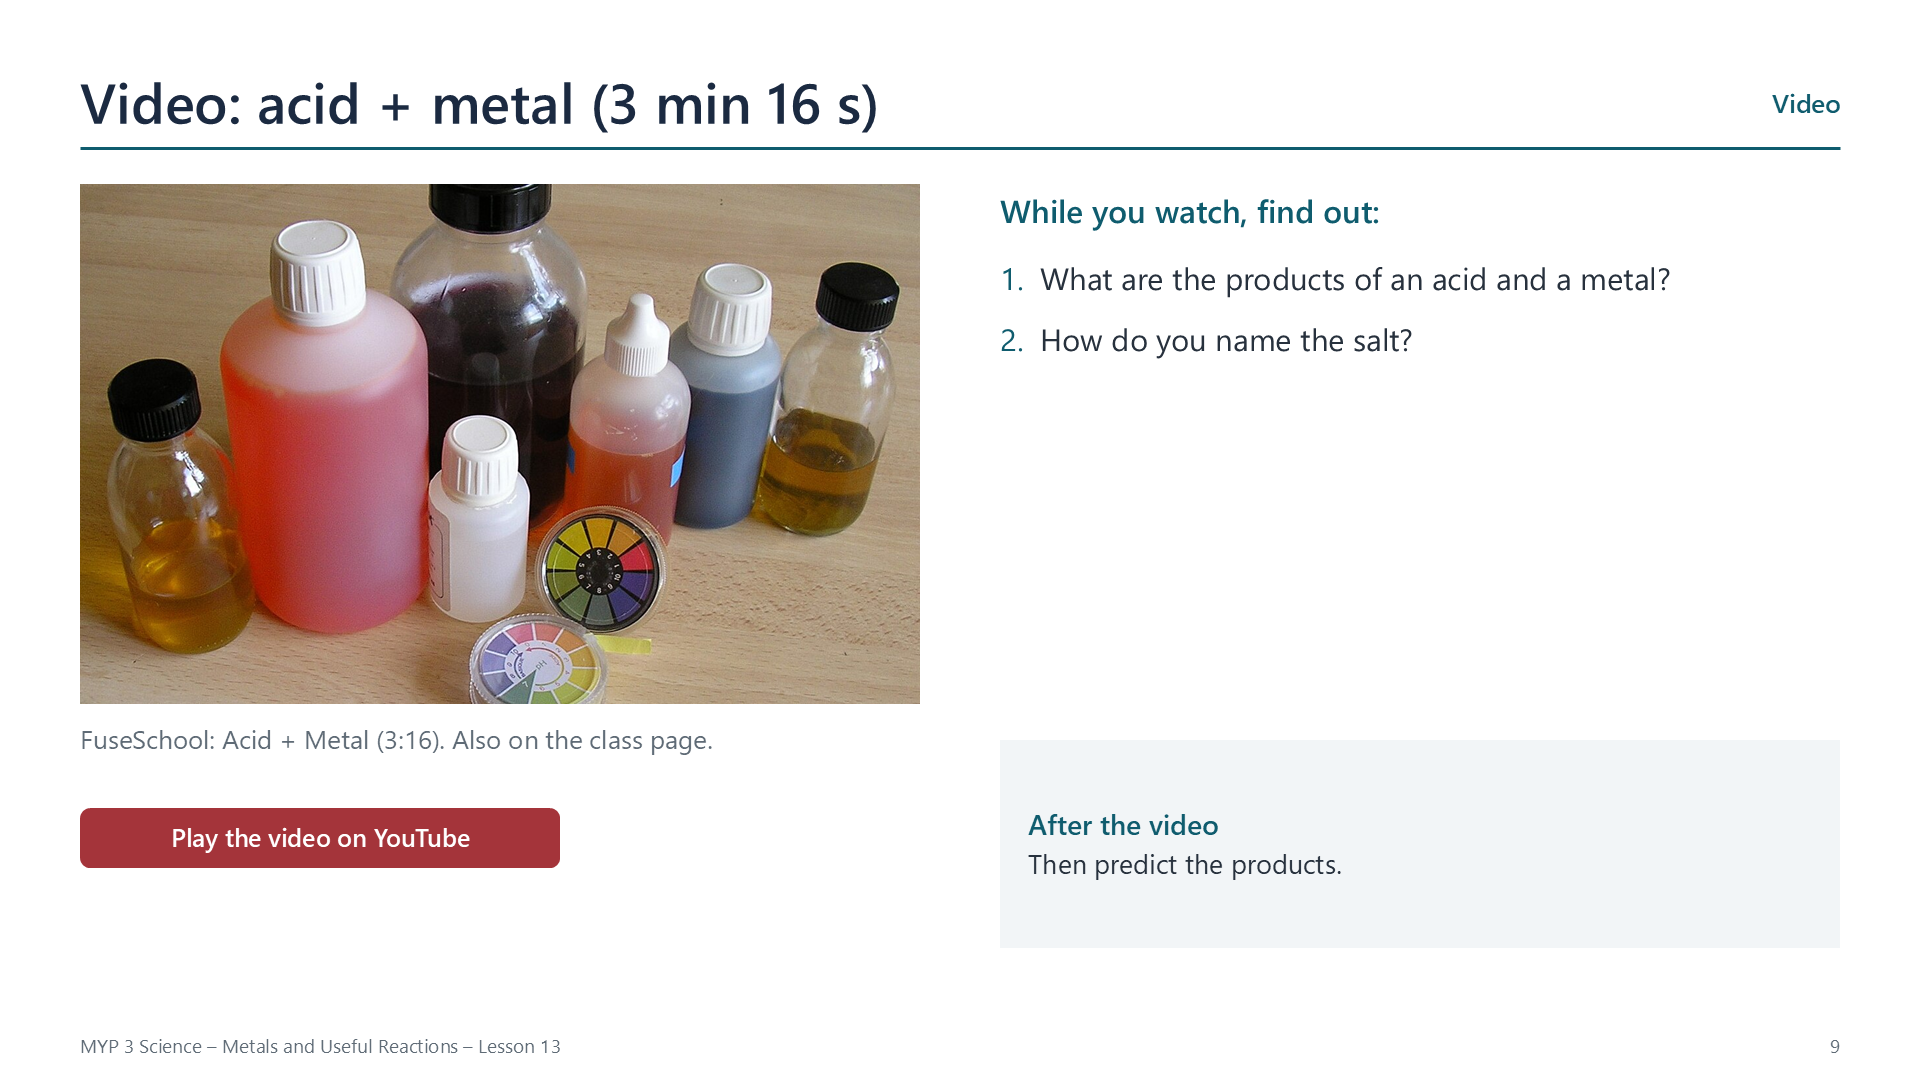 Video: acid + metal (3 min 16 s)
Video
While you watch, find out:
1. What are the products of an acid and a metal?
2. How do you name the salt?
FuseSchool: Acid + Metal (3:16). Also on the class page.
Play the video on YouTube
After the video
Then predict the products.
MYP 3 Science – Metals and Useful Reactions – Lesson 13
9